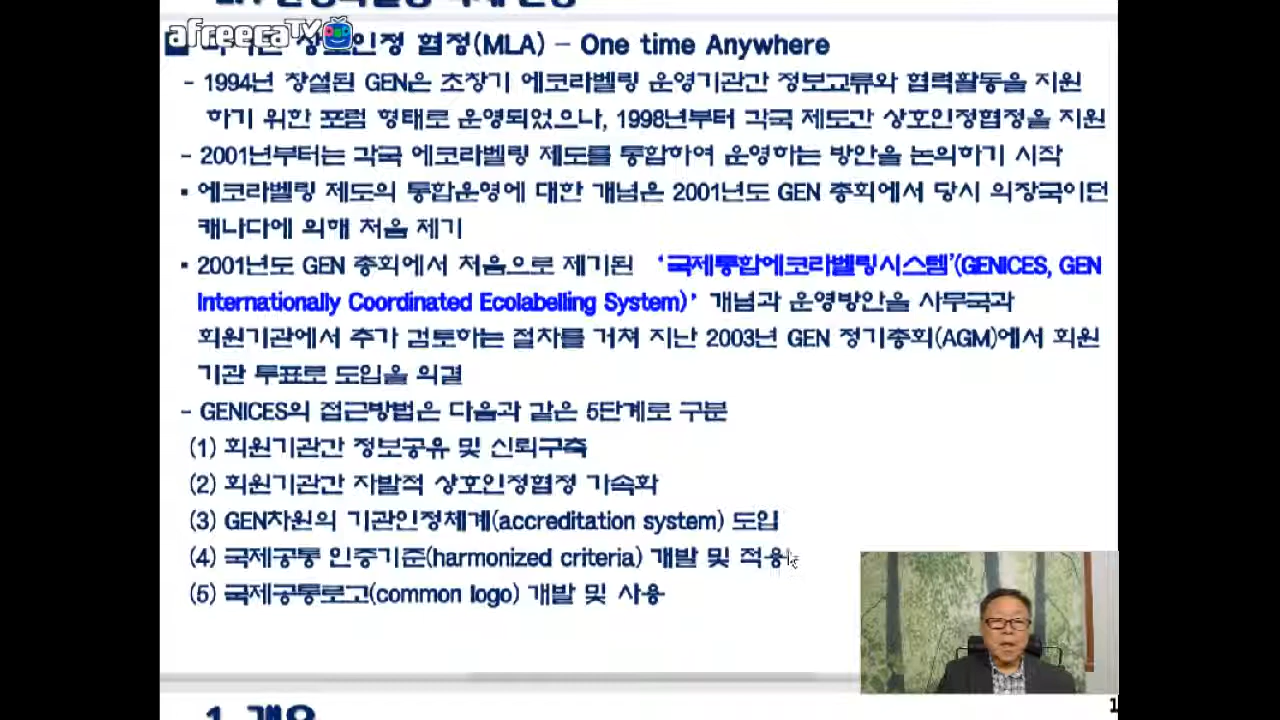 afreecaTV
상호인정 협정(MLA) – One time Anywhere
- 1994년 창설된 GEN은 초창기 에코라벨링 운영기관간 정보교류와 협력활동을 지원
하기 위한 포럼 형태로 운영되었으나, 1998년부터 각국 제도간 상호인정협정을 지원
- 2001년부터는 각국 에코라벨링 제도를 통합하여 운영하는 방안을 논의하기 시작
▪ 에코라벨링 제도의 통합운영에 대한 개념은 2001년도 GEN 총회에서 당시 의장국이던
캐나다에 의해 처음 제기
▪ 2001년도 GEN 총회에서 처음으로 제기된 ‘국제통합에코라벨링시스템’(GENICES, GEN
Internationally Coordinated Ecolabelling System)’ 개념과 운영방안을 사무국과
회원기관에서 추가 검토하는 절차를 거쳐 지난 2003년 GEN 정기총회(AGM)에서 회원
기관 투표로 도입을 의결
- GENICES의 접근방법은 다음과 같은 5단계로 구분
(1) 회원기관간 정보공유 및 신뢰구축
(2) 회원기관간 자발적 상호인정협정 가속화
(3) GEN차원의 기관인정체계(accreditation system) 도입
(4) 국제공통 인증기준(harmonized criteria) 개발 및 적용
(5) 국제공통로고(common logo) 개발 및 사용
1
1. 개요